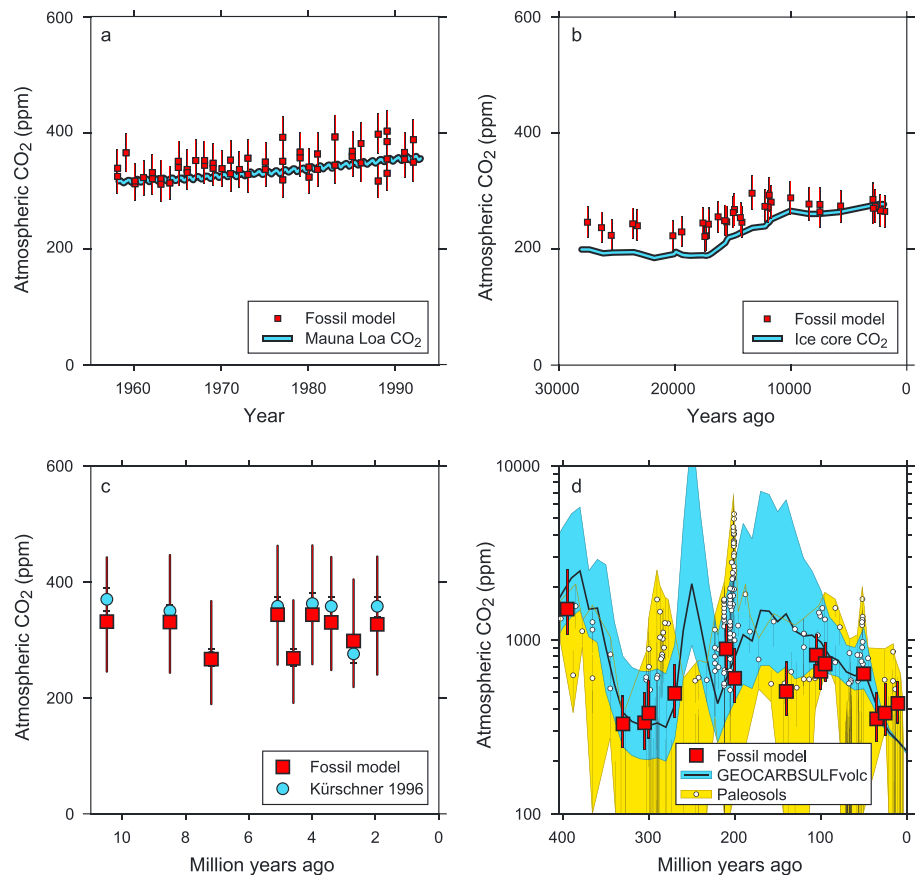 a
Atmospheric CO₂ (ppm)
600
400
200
0
1960
1970
1980
1990
Year
Fossil model
Mauna Loa CO₂
b
Atmospheric CO₂ (ppm)
600
400
200
0
30000
20000
10000
0
Years ago
Fossil model
Ice core CO₂
c
Atmospheric CO₂ (ppm)
600
400
200
0
10
8
6
4
2
0
Million years ago
Fossil model
Kürschner 1996
d
Atmospheric CO₂ (ppm)
10000
1000
100
400
300
200
100
0
Million years ago
Fossil model
GEOCARBSULFvolc
Paleosols